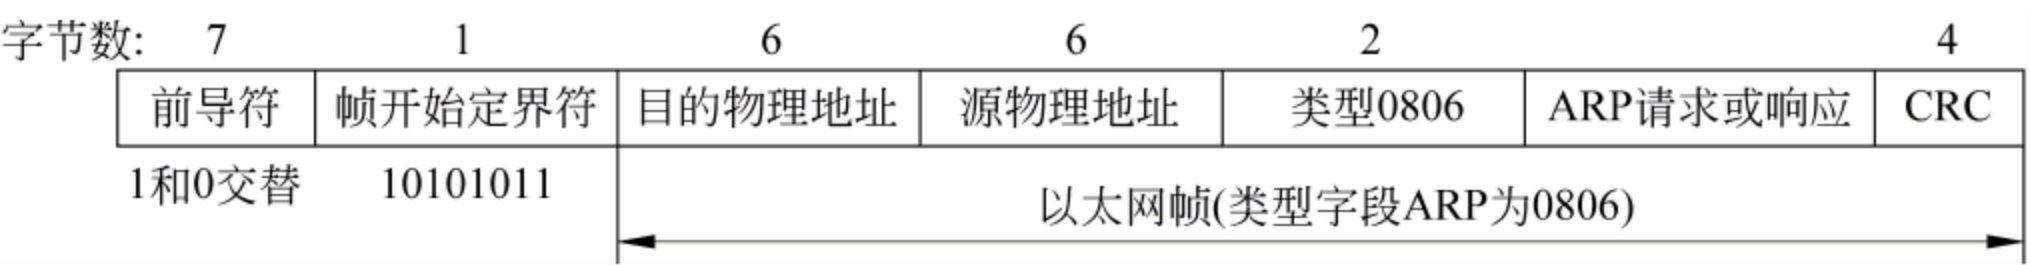 字节数: 7 1 6 6 2 4
前导符 帧开始定界符 目的物理地址 源物理地址 类型0806 ARP请求或响应 CRC
1和0交替 10101011
以太网帧(类型字段ARP为0806)